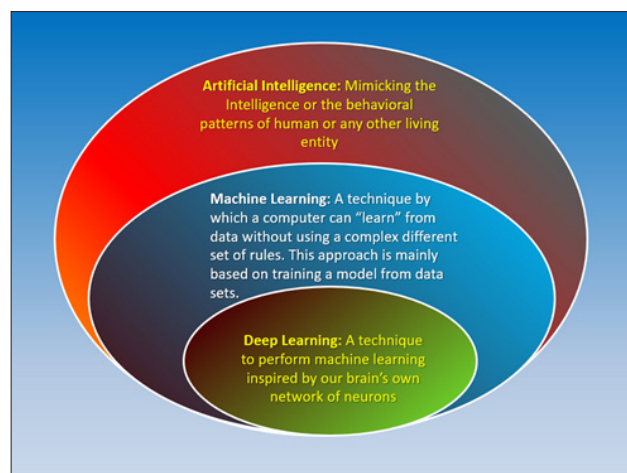 Artificial Intelligence: Mimicking the
Intelligence or the behavioral
patterns of human or any other living
entity
Machine Learning: A technique by
which a computer can “learn” from
data without using a complex different
set of rules. This approach is mainly
based on training a model from data
sets.
Deep Learning: A technique
to perform machine learning
inspired by our brain’s own
network of neurons